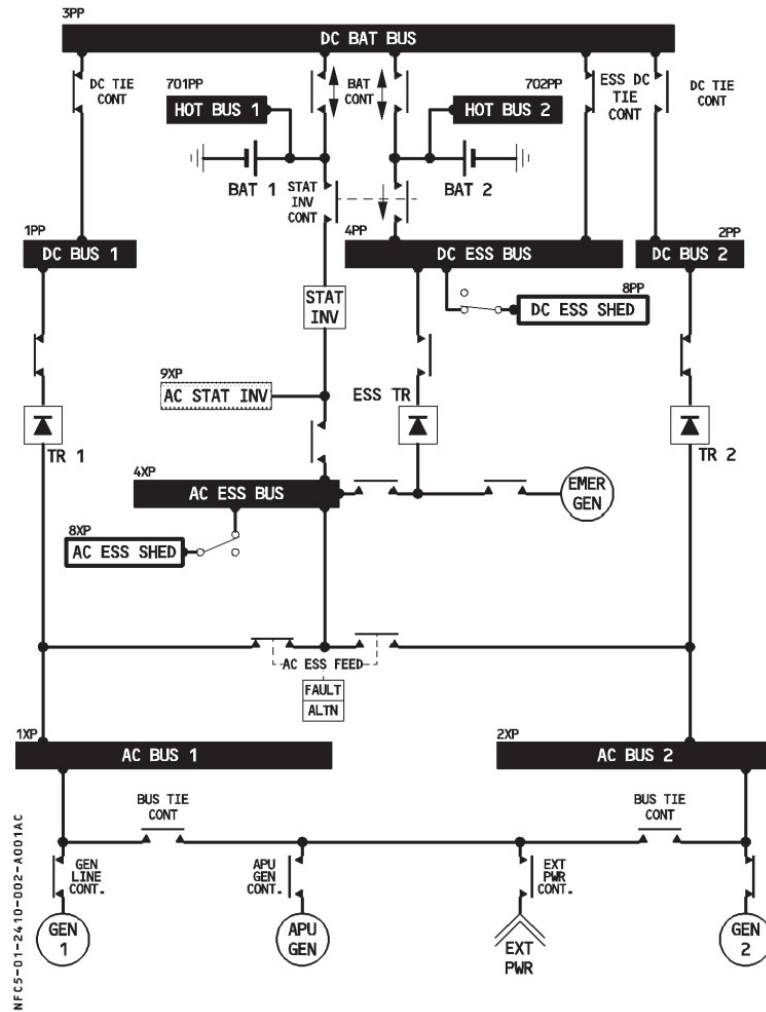 3PP
DC BAT BUS
DC TIE
CONT
701PP
HOT BUS 1
BAT
CONT
702PP
HOT BUS 2
ESS DC
TIE
CONT
DC TIE
CONT
BAT 1
STAT
INV
CONT
BAT 2
1PP
DC BUS 1
4PP
DC ESS BUS
2PP
DC BUS 2
STAT
INV
8PP
DC ESS SHED
9XP
AC STAT INV
ESS TR
TR 1
TR 2
4XP
AC ESS BUS
EMER
GEN
8XP
AC ESS SHED
AC ESS FEED
FAULT
ALTN
1XP
AC BUS 1
2XP
AC BUS 2
BUS TIE
CONT
BUS TIE
CONT
GEN
LINE
CONT.
APU
GEN
CONT.
EXT
PWR
CONT.
GEN
1
APU
GEN
EXT
PWR
GEN
2
NFC5-01-2410-002-A001AC